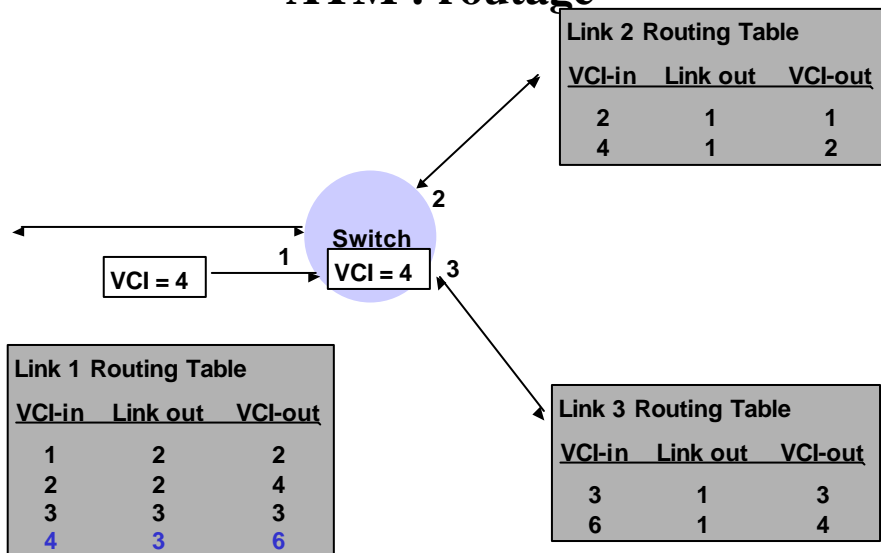 ATM : routage
Link 2 Routing Table
VCI-in Link out VCI-out
2 1 1
4 1 2
2
Switch
1
VCI = 4
VCI = 4
3
Link 1 Routing Table
VCI-in Link out VCI-out
1 2 2
2 2 4
3 3 3
4 3 6
Link 3 Routing Table
VCI-in Link out VCI-out
3 1 3
6 1 4